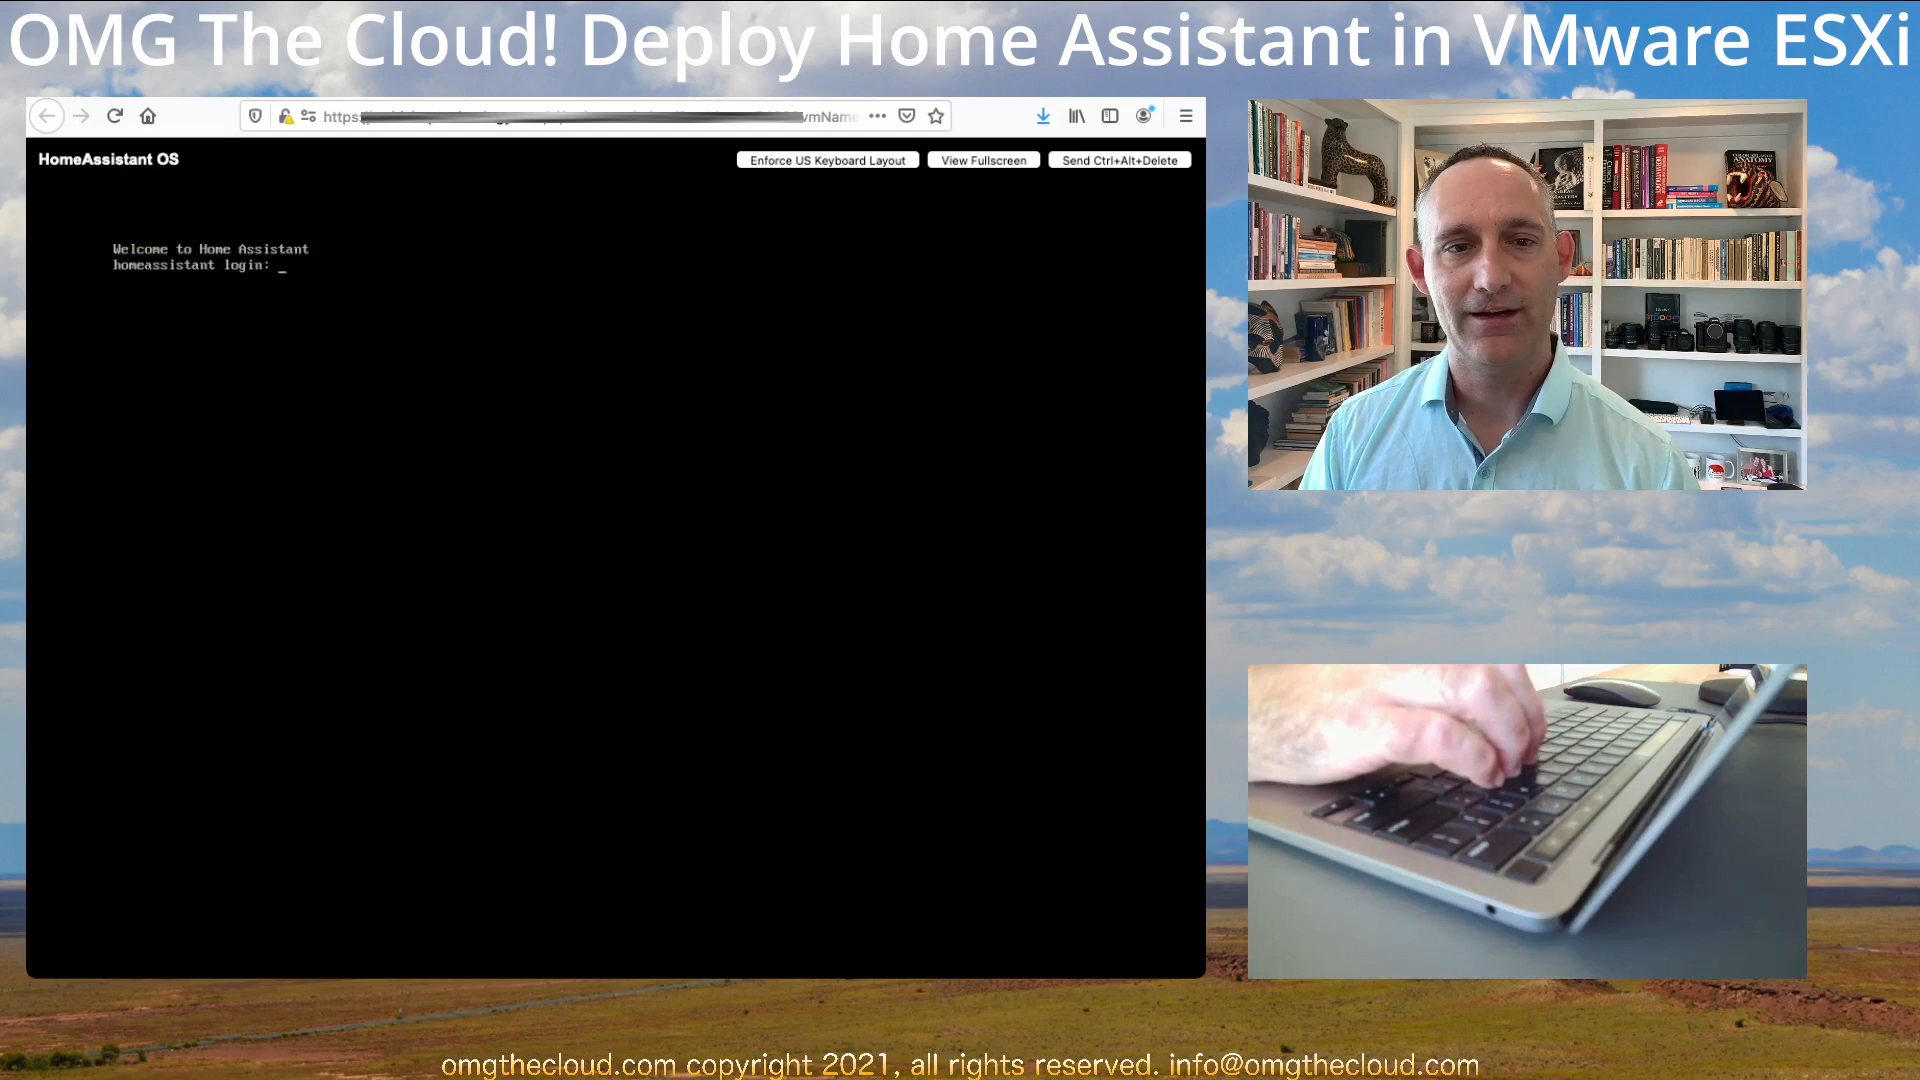 OMG The Cloud! Deploy Home Assistant in VMware ESXi
https: vmName
HomeAssistant OS
Enforce US Keyboard Layout View Fullscreen Send Ctrl+Alt+Delete
Welcome to Home Assistant
homeassistant login: _
omgthecloud.com copyright 2021, all rights reserved. info@omgthecloud.com